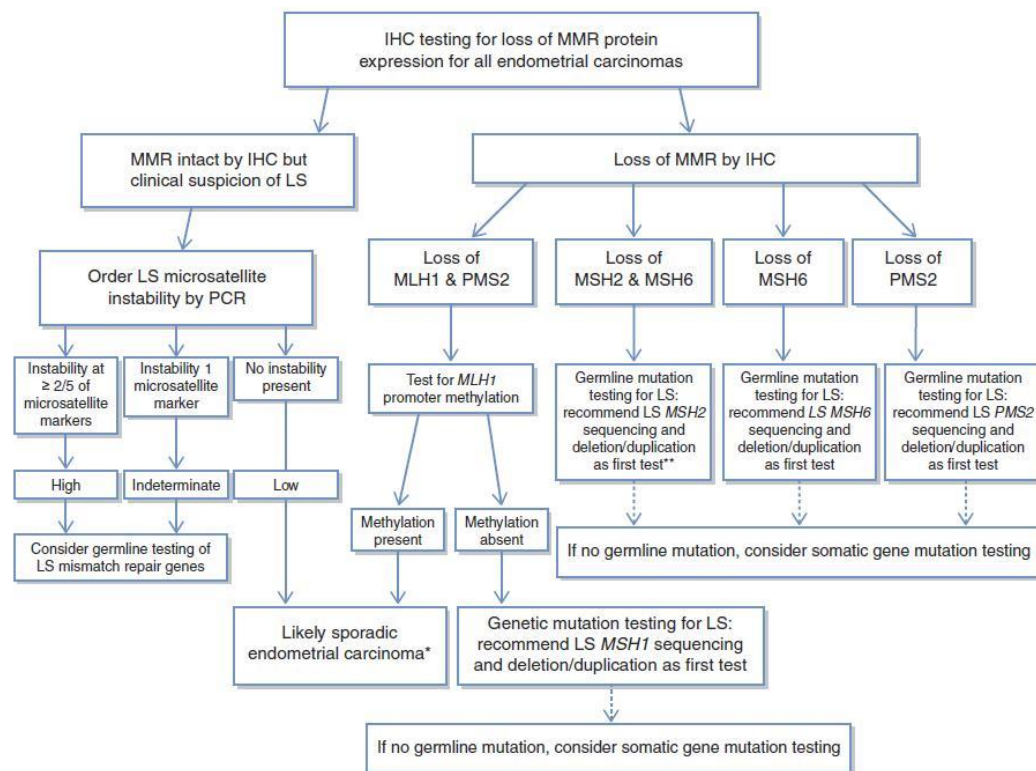 IHC testing for loss of MMR protein
expression for all endometrial carcinomas
MMR intact by IHC but
clinical suspicion of LS
Loss of MMR by IHC
Order LS microsatellite
instability by PCR
Loss of
MLH1 & PMS2
Loss of
MSH2 & MSH6
Loss of
MSH6
Loss of
PMS2
Instability at
≥ 2/5 of
microsatellite
markers
Instability 1
microsatellite
marker
No instability
present
Test for MLH1
promoter methylation
Germline mutation
testing for LS:
recommend LS MSH2
sequencing and
deletion/duplication
as first test**
Germline mutation
testing for LS:
recommend LS MSH6
sequencing and
deletion/duplication
as first test
Germline mutation
testing for LS:
recommend LS PMS2
sequencing and
deletion/duplication
as first test
High
Indeterminate
Low
Methylation
present
Methylation
absent
Consider germline testing of
LS mismatch repair genes
If no germline mutation, consider somatic gene mutation testing
Likely sporadic
endometrial carcinoma*
Genetic mutation testing for LS:
recommend LS MSH1 sequencing
and deletion/duplication as first test
If no germline mutation, consider somatic gene mutation testing